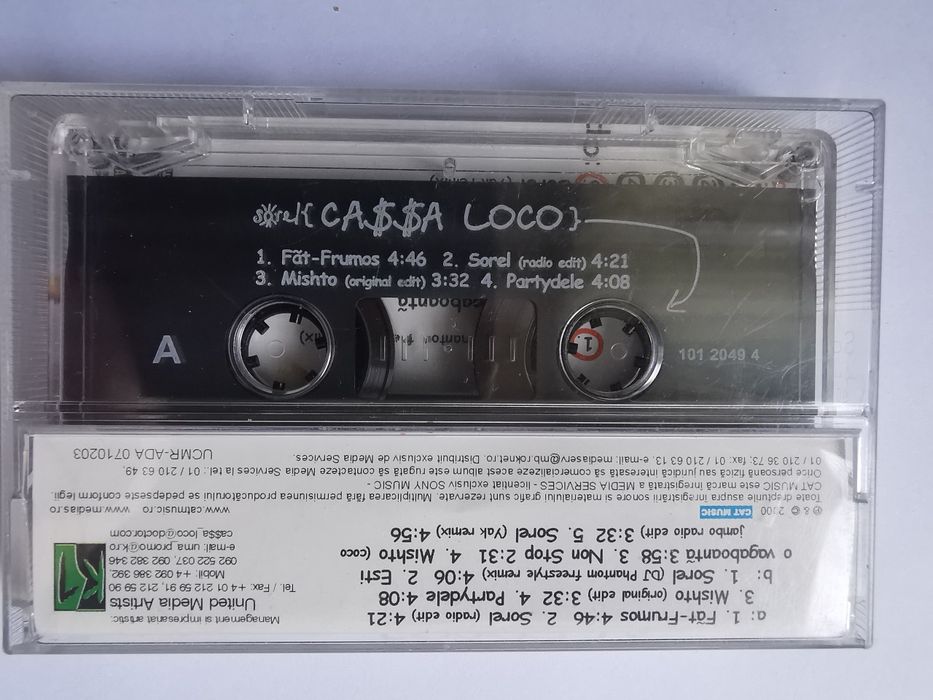 sorel{ CA$$A LOCO}
1. Făt-Frumos 4:46 2. Sorel (radio edit) 4:21
3. Mishto (original edit) 3:32 4. Partydele 4:08
A
101 2049 4
a: 1. Făt-Frumos 4:46 2. Sorel (radio edit) 4:21
3. Mishto (original edit) 3:32 4. Partydele 4:08
b: 1. Sorel (DJ Phantom freestyle remix) 4:06 2. Esti
o vagaboantă 3:58 3. Non Stop 2:31 4. Mishto (coco
jambo radio edit) 3:32 5. Sorel (Yak remix) 4:56
Management si impresariat artistic:
United Media Artists
Tel. / Fax: +4 01 212 59 91, 212 59 90
Mobil: +4 092 386 392,
092 522 037, 092 382 346
e-mail: uma_promo@k.ro
ca$$a_loco@doctor.com
℗ & © 2000 CAT MUSIC www.catmusic.ro www.medias.ro
Toate drepturile asupra înregistrării sonore si materialului grafic sunt rezervate. Multiplicarea fără permisiunea producătorului se pedepseste conform legii.
CAT MUSIC este marcă înregistrată a MEDIA SERVICES - licentiat exclusiv SONY MUSIC -
Orice persoană fizică sau juridică interesată să comercializeze acest album este rugată să contacteze Media Services la tel.: 01 / 210 63 49,
01 / 210 36 73; fax: 01 / 210 63 13, e-mail: mediaserv@mb.roknet.ro. Distribuit exclusiv de Media Services.
UCMR-ADA 0710203